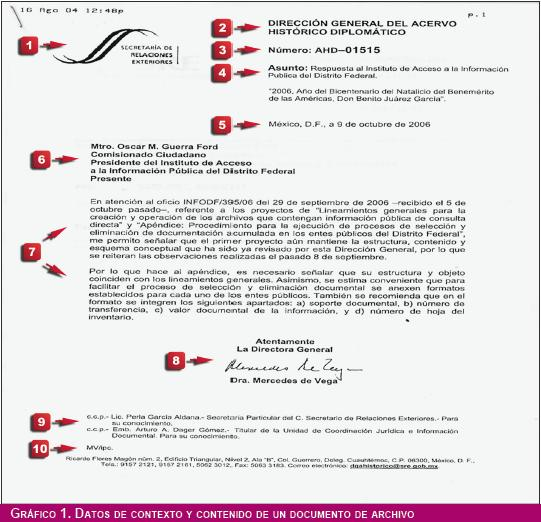 16 Ago 04 12:48p
p.1
1
SECRETARÍA DE
RELACIONES
EXTERIORES
2
DIRECCIÓN GENERAL DEL ACERVO
HISTÓRICO DIPLOMÁTICO
3
Número: AHD--01515
4
Asunto: Respuesta al Instituto de Acceso a la Información
Publica del Distrito Federal.
"2006, Año del Bicentenario del Natalicio del Benemérito
de las Américas, Don Benito Juárez García".
5
México, D.F., a 9 de octubre de 2006
6
Mtro. Oscar M. Guerra Ford
Comisionado Ciudadano
Presidente del Instituto de Acceso
a la Información Pública del Distrito Federal
Presente
7
En atención al oficio INFODF/395/06 del 29 de septiembre de 2006 –recibido el 5 de
octubre pasado–, referente a los proyectos de "Lineamientos generales para la
creación y operación de los archivos que contengan información pública de consulta
directa" y "Apéndice: Procedimiento para la ejecución de procesos de selección y
eliminación de documentación acumulada en los entes públicos del Distrito Federal",
me permito señalar que el primer proyecto aún mantiene la estructura, contenido y
esquema conceptual que ha sido ya revisado por esta Dirección General, por lo que
se reiteran las observaciones realizadas el pasado 8 de septiembre.
Por lo que hace al apéndice, es necesario señalar que su estructura y objeto
coinciden con los lineamientos generales. Asimismo, se estima conveniente que para
facilitar el proceso de selección y eliminación documental se anexen formatos
establecidos para cada uno de los entes públicos. También se recomienda que en el
formato se integren los siguientes apartados: a) soporte documental, b) número de
transferencia, c) valor documental de la información, y d) número de hoja del
inventario.
Atentamente
La Directora General
8
Mercedes de Vega
Dra. Mercedes de Vega
9
c.c.p.- Lic. Perla García Aldana.- Secretaria Particular del C. Secretario de Relaciones Exteriores.- Para
su conocimiento.
c.c.p.- Emb. Arturo A. Dager Gómez.- Titular de la Unidad de Coordinación Jurídica e Información
Documental. Para su conocimiento.
10
MV/ipc.
Ricardo Flores Magón núm. 2, Edificio Triangular, Nivel 2, Ala "B", Col. Guerrero, Deleg. Cuauhtémoc, C.P. 06300, México, D. F.,
Tels.: 9157 2121, 9157 2161, 5062 3012, Fax: 5063 3183. Correo electrónico: dgahistorico@sre.gob.mx.
GRÁFICO 1. DATOS DE CONTEXTO Y CONTENIDO DE UN DOCUMENTO DE ARCHIVO